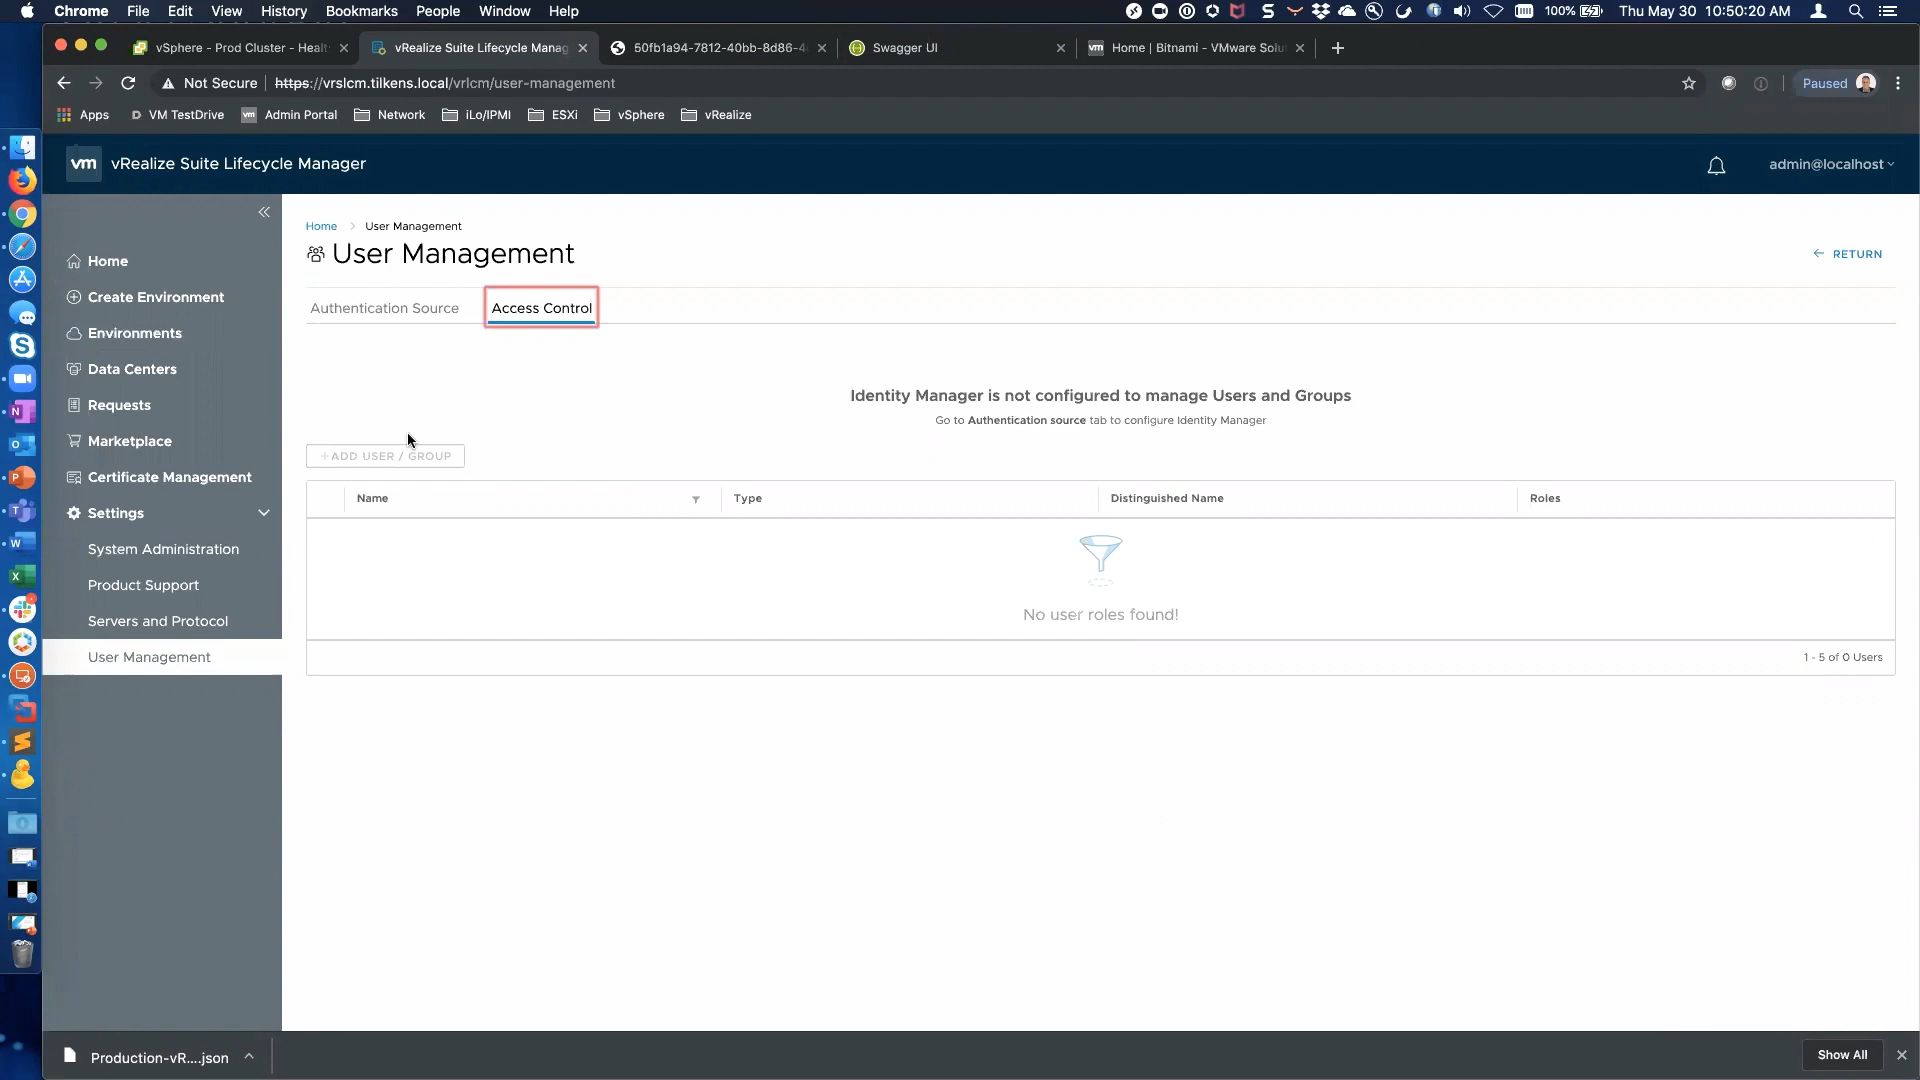 Chrome File Edit View History Bookmarks People Window Help 100% Thu May 30 10:50:20 AM
vSphere - Prod Cluster - Healt vRealize Suite Lifecycle Manag 50fb1a94-7812-40bb-8d86-4 Swagger UI Home | Bitnami - VMware Solu
Not Secure https://vrslcm.tilkens.local/vrlcm/user-management Paused
Apps VM TestDrive Admin Portal Network iLo/IPMI ESXi vSphere vRealize
vm vRealize Suite Lifecycle Manager admin@localhost
Home > User Management
User Management
← RETURN
Authentication Source Access Control
Home
Create Environment
Environments
Data Centers
Requests
Marketplace
Certificate Management
Settings
System Administration
Product Support
Servers and Protocol
User Management
Identity Manager is not configured to manage Users and Groups
Go to Authentication source tab to configure Identity Manager
+ADD USER / GROUP
Name Type Distinguished Name Roles
No user roles found!
1 - 5 of 0 Users
Production-vR....json Show All